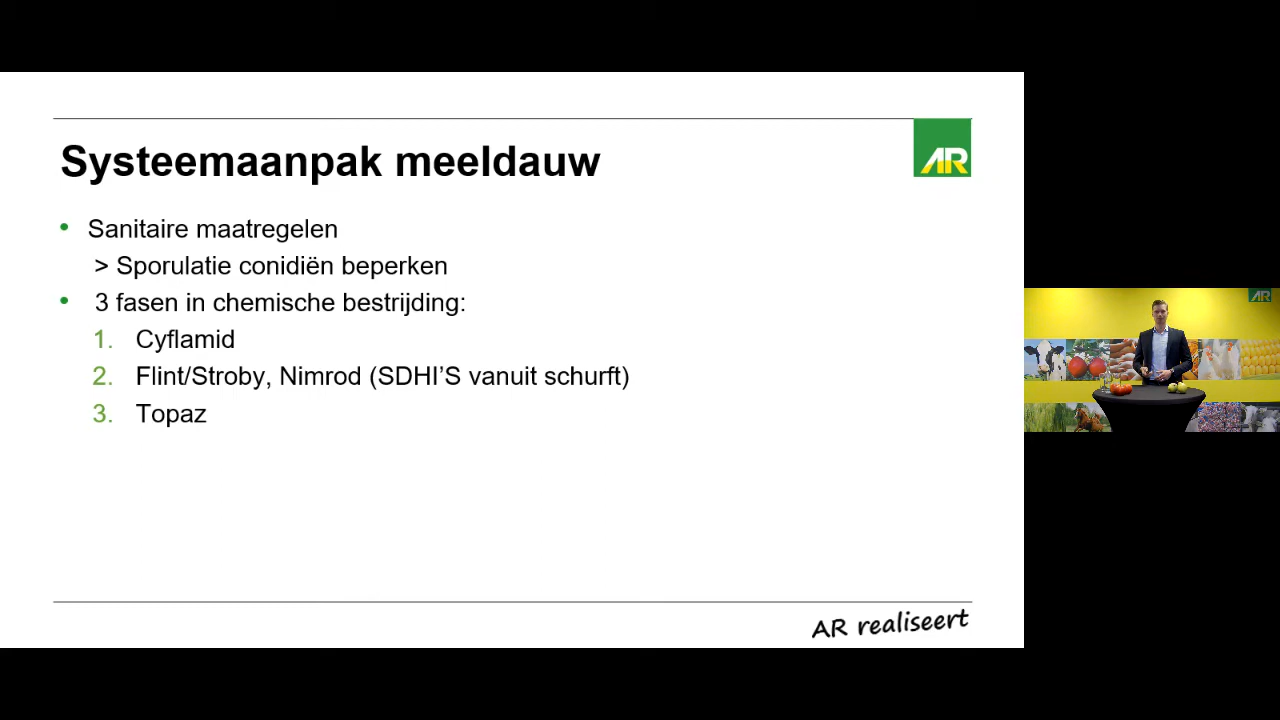 Systeemaanpak meeldauw
AR
• Sanitaire maatregelen
> Sporulatie conidiën beperken
• 3 fasen in chemische bestrijding:
1. Cyflamid
2. Flint/Stroby, Nimrod (SDHI'S vanuit schurft)
3. Topaz
AR realiseert
AR